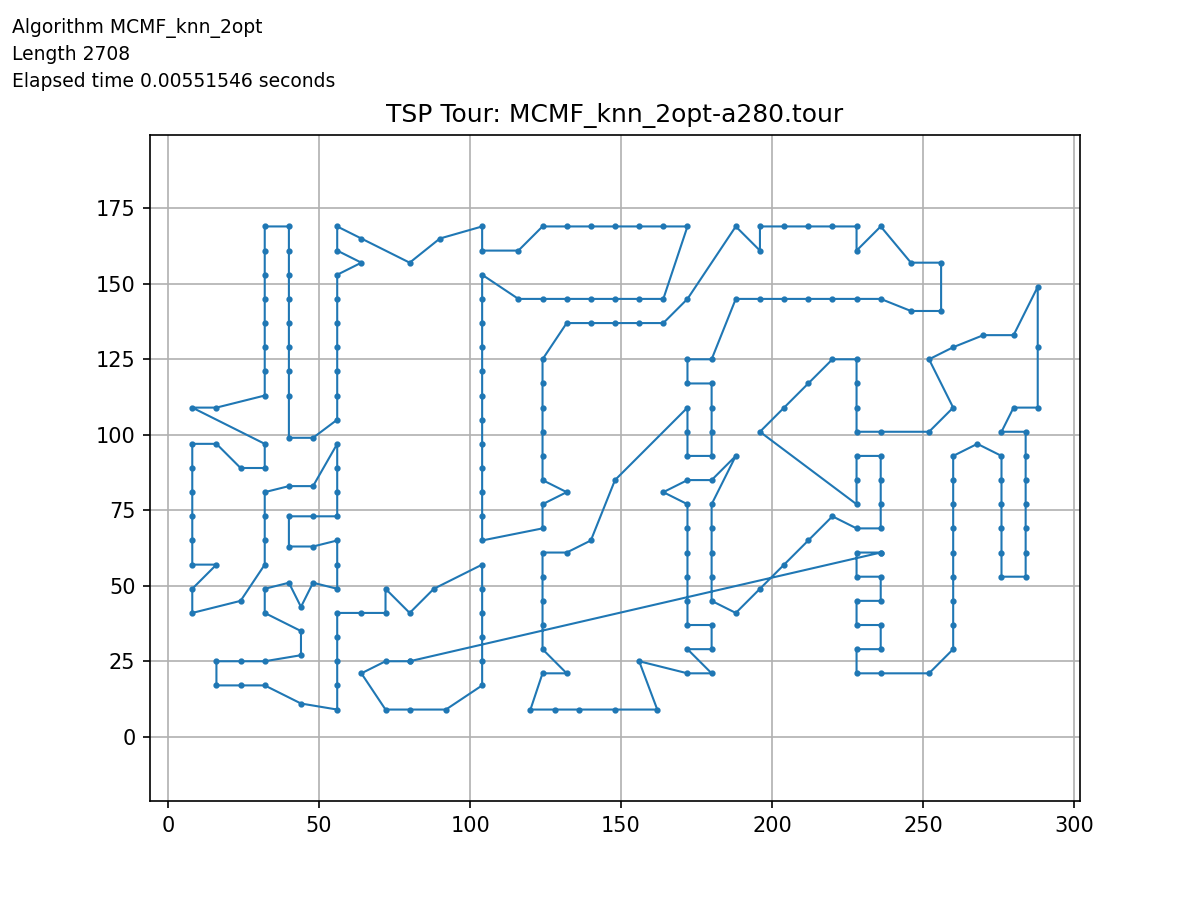 Algorithm MCMF_knn_2opt
Length 2708
Elapsed time 0.00551546 seconds
TSP Tour: MCMF_knn_2opt-a280.tour
175
150
125
100
75
50
25
0
0 50 100 150 200 250 300